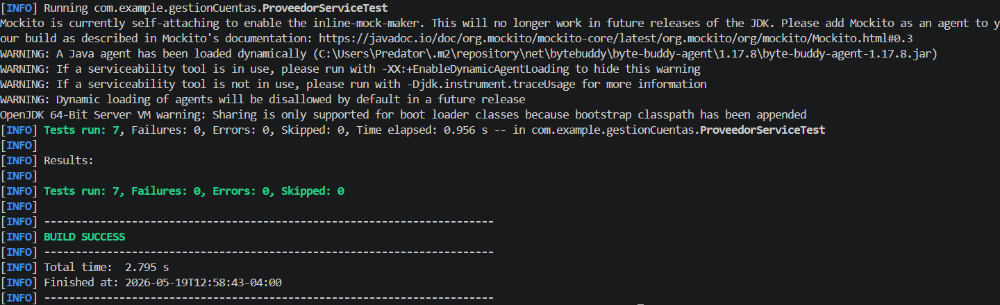 [INFO] Running com.example.gestionCuentas.ProveedorServiceTest
Mockito is currently self-attaching to enable the inline-mock-maker. This will no longer work in future releases of the JDK. Please add Mockito as an agent to y
our build as described in Mockito's documentation: https://javadoc.io/doc/org.mockito/mockito-core/latest/org.mockito/org/mockito/Mockito.html#0.3
WARNING: A Java agent has been loaded dynamically (C:\Users\Predator\.m2\repository\net\bytebuddy\byte-buddy-agent\1.17.8\byte-buddy-agent-1.17.8.jar)
WARNING: If a serviceability tool is in use, please run with -XX:+EnableDynamicAgentLoading to hide this warning
WARNING: If a serviceability tool is not in use, please run with -Djdk.instrument.traceUsage for more information
WARNING: Dynamic loading of agents will be disallowed by default in a future release
OpenJDK 64-Bit Server VM warning: Sharing is only supported for boot loader classes because bootstrap classpath has been appended
[INFO] Tests run: 7, Failures: 0, Errors: 0, Skipped: 0, Time elapsed: 0.956 s -- in com.example.gestionCuentas.ProveedorServiceTest
[INFO]
[INFO] Results:
[INFO]
[INFO] Tests run: 7, Failures: 0, Errors: 0, Skipped: 0
[INFO]
[INFO] ------------------------------------------------------------------------
[INFO] BUILD SUCCESS
[INFO] ------------------------------------------------------------------------
[INFO] Total time:  2.795 s
[INFO] Finished at: 2026-05-19T12:58:43-04:00
[INFO] ------------------------------------------------------------------------